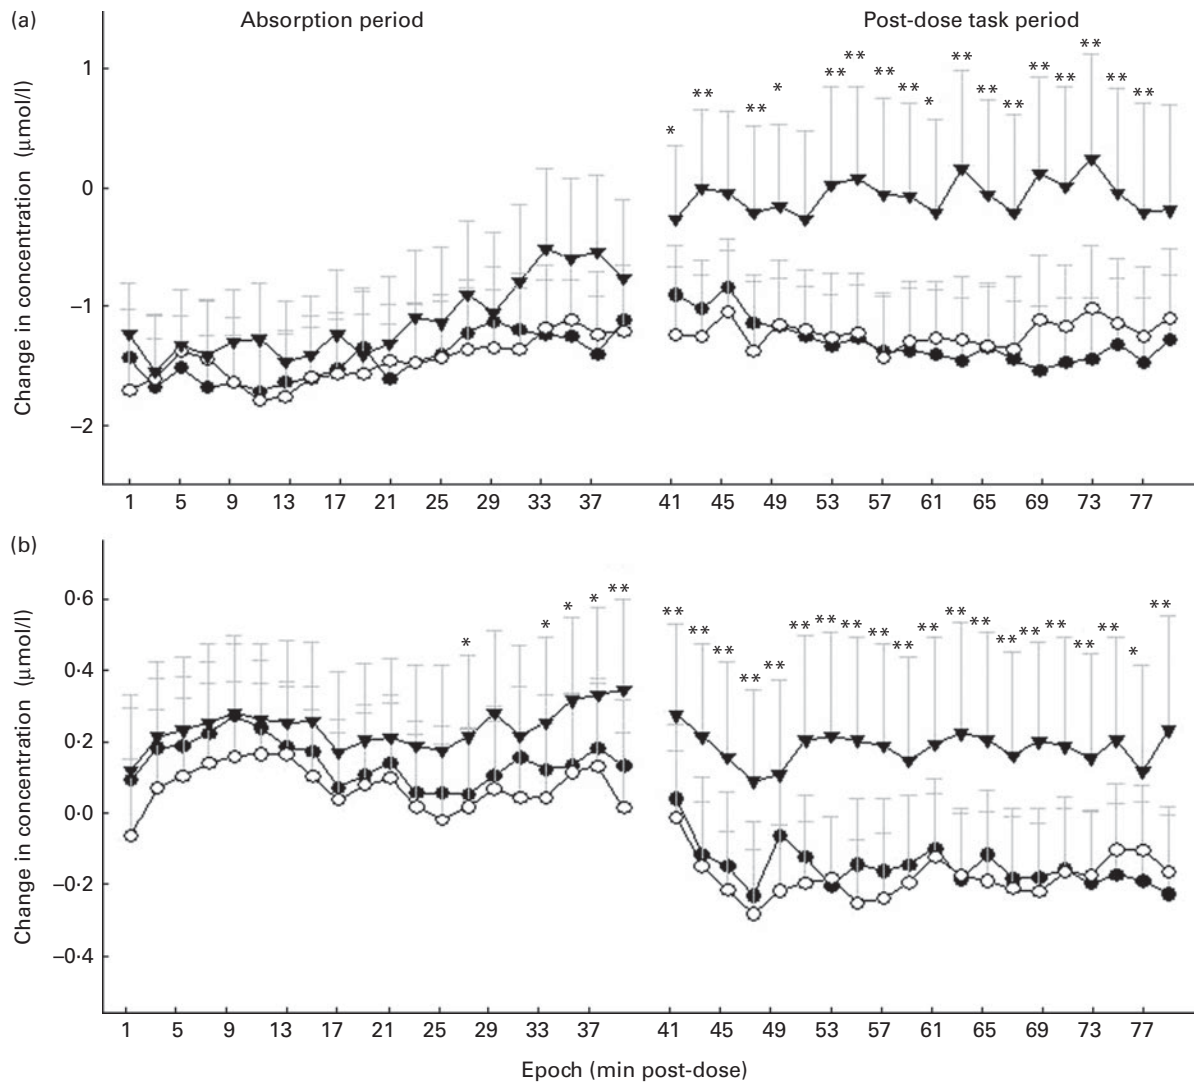 (a)
Absorption period
Post-dose task period
Change in concentration (µmol/l)
1
0
–1
–2
* ** ** * ** ** ** ** * ** ** ** ** ** ** ** **
1 5 9 13 17 21 25 29 33 37 41 45 49 53 57 61 65 69 73 77
(b)
Change in concentration (µmol/l)
0·6
0·4
0·2
0·0
–0·2
–0·4
* * * * ** ** ** ** ** ** ** ** ** ** ** ** ** ** ** ** ** ** ** * **
1 5 9 13 17 21 25 29 33 37 41 45 49 53 57 61 65 69 73 77
Epoch (min post-dose)